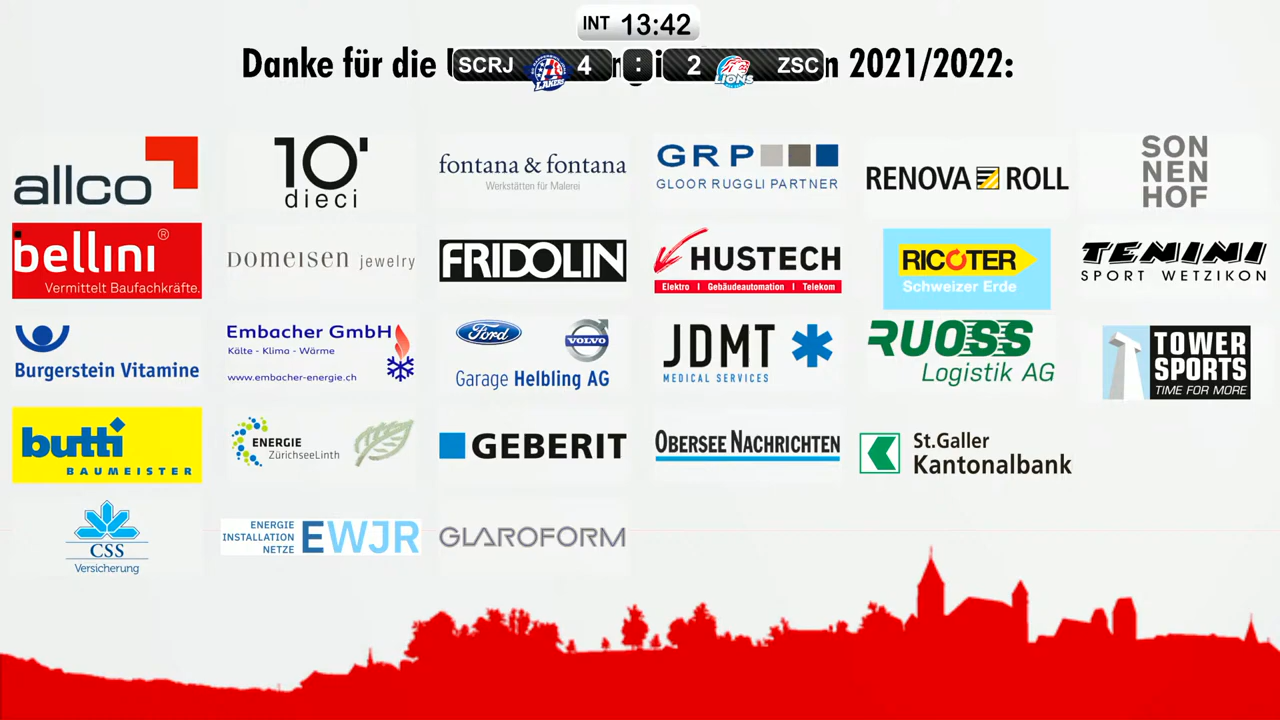 INT 13:42
Danke für die
n 2021/2022:
SCRJ LAKERS 4 : 2 LIONS ZSC
allco
10' dieci
fontana & fontana
Werkstätten für Malerei
GRP
GLOOR RUGGLI PARTNER
RENOVA ROLL
SON
NEN
HOF
bellini®
Vermittelt Baufachkräfte.
DOMEISEN jewelry
FRIDOLIN
HUSTECH
Elektro | Gebäudeautomation | Telekom
RICOTER
Schweizer Erde
TENINI
SPORT WETZIKON
Burgerstein Vitamine
Embacher GmbH
Kälte - Klima - Wärme
www.embacher-energie.ch
Ford
VOLVO
Garage Helbling AG
JDMT
MEDICAL SERVICES
RUOSS
Logistik AG
TOWER
SPORTS
TIME FOR MORE
butti
BAUMEISTER
ENERGIE
ZürichseeLinth
GEBERIT
OBERSEE NACHRICHTEN
St.Galler
Kantonalbank
CSS
Versicherung
ENERGIE
INSTALLATION
NETZE
EWJR
GLAROFORM